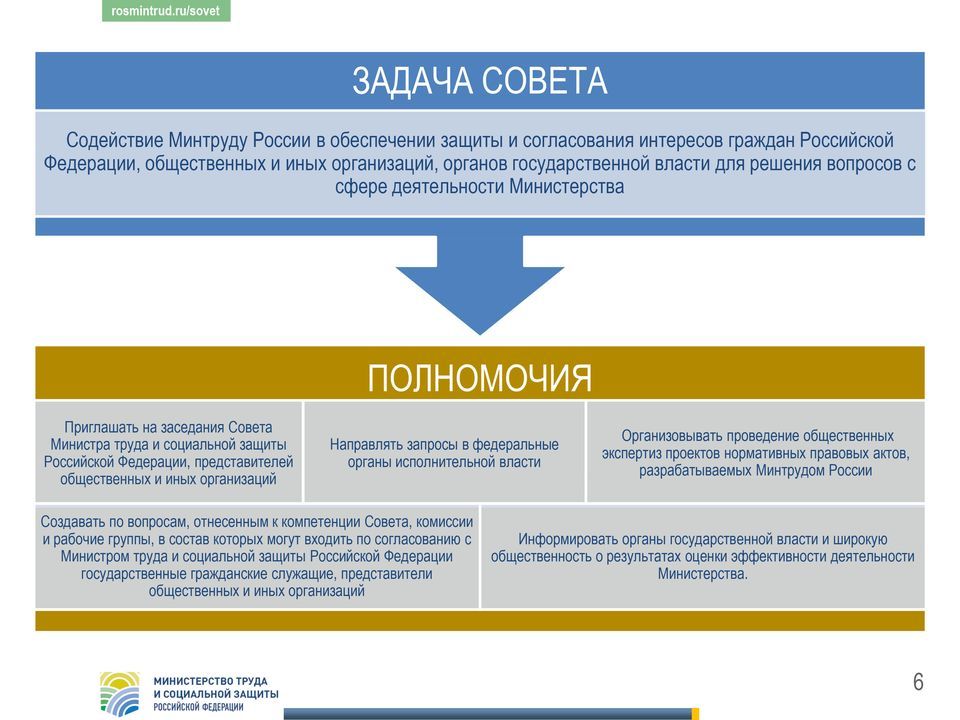 rosmintrud.ru/sovet
ЗАДАЧА СОВЕТА
Содействие Минтруду России в обеспечении защиты и согласования интересов граждан Российской
Федерации, общественных и иных организаций, органов государственной власти для решения вопросов с
сфере деятельности Министерства
ПОЛНОМОЧИЯ
Приглашать на заседания Совета
Министра труда и социальной защиты
Российской Федерации, представителей
общественных и иных организаций
Направлять запросы в федеральные
органы исполнительной власти
Организовывать проведение общественных
экспертиз проектов нормативных правовых актов,
разрабатываемых Минтрудом России
Создавать по вопросам, отнесенным к компетенции Совета, комиссии
и рабочие группы, в состав которых могут входить по согласованию с
Министром труда и социальной защиты Российской Федерации
государственные гражданские служащие, представители
общественных и иных организаций
Информировать органы государственной власти и широкую
общественность о результатах оценки эффективности деятельности
Министерства.
МИНИСТЕРСТВО ТРУДА
И СОЦИАЛЬНОЙ ЗАЩИТЫ
РОССИЙСКОЙ ФЕДЕРАЦИИ
6